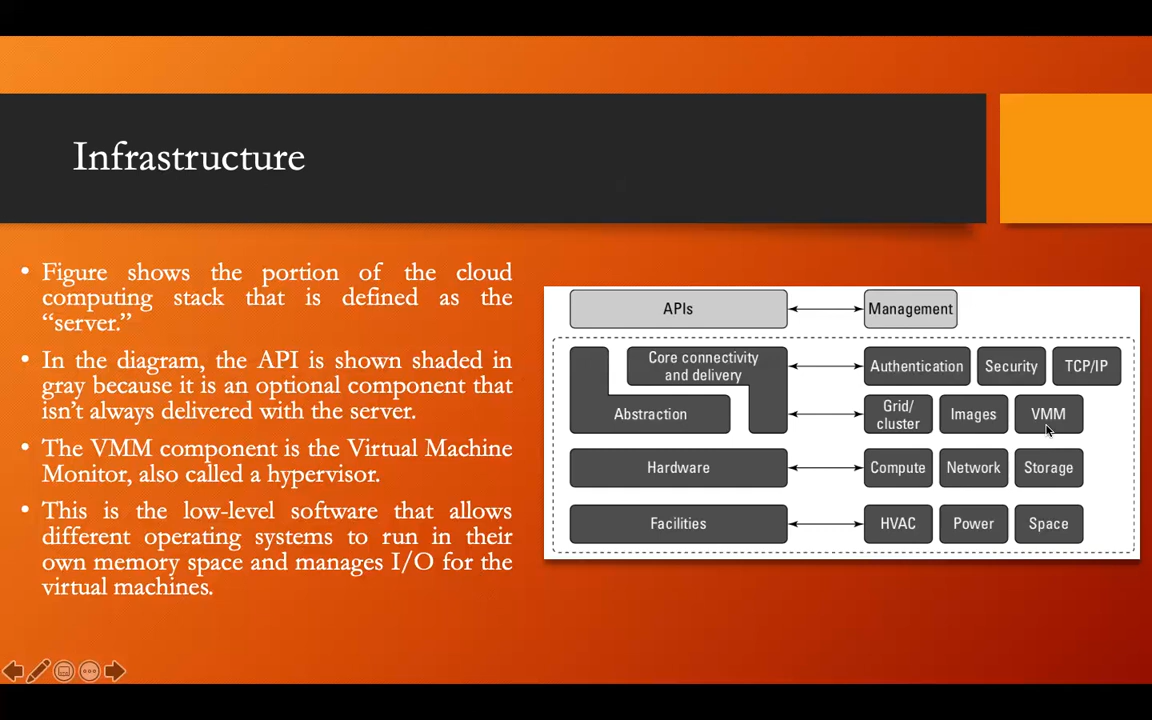 Infrastructure
• Figure shows the portion of the cloud
computing stack that is defined as the
“server.”
• In the diagram, the API is shown shaded in
gray because it is an optional component that
isn’t always delivered with the server.
• The VMM component is the Virtual Machine
Monitor, also called a hypervisor.
• This is the low-level software that allows
different operating systems to run in their
own memory space and manages I/O for the
virtual machines.
APIs
Management
Core connectivity
and delivery
Authentication
Security
TCP/IP
Abstraction
Grid/
cluster
Images
VMM
Hardware
Compute
Network
Storage
Facilities
HVAC
Power
Space